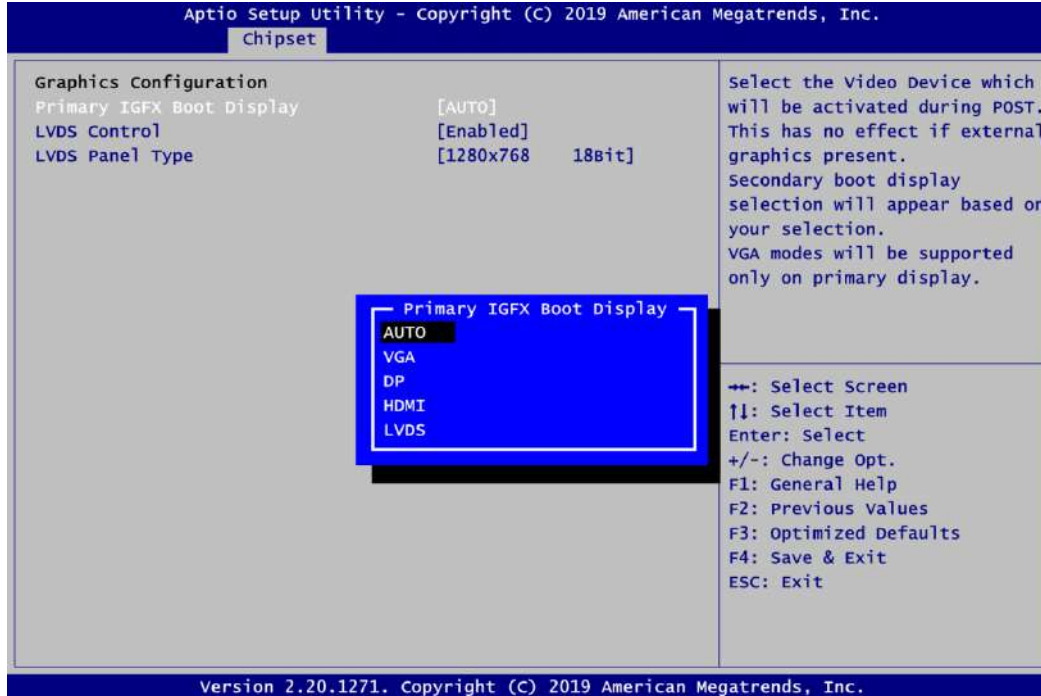 Aptio Setup Utility - Copyright (C) 2019 American Megatrends, Inc.
Chipset
Graphics Configuration
Primary IGFX Boot Display [AUTO]
LVDS Control [Enabled]
LVDS Panel Type [1280x768 18Bit]
Select the Video Device which
will be activated during POST.
This has no effect if external
graphics present.
Secondary boot display
selection will appear based on
your selection.
VGA modes will be supported
only on primary display.
Primary IGFX Boot Display
AUTO
VGA
DP
HDMI
LVDS
→←: Select Screen
↑↓: Select Item
Enter: Select
+/-: Change Opt.
F1: General Help
F2: Previous Values
F3: Optimized Defaults
F4: Save & Exit
ESC: Exit
Version 2.20.1271. Copyright (C) 2019 American Megatrends, Inc.